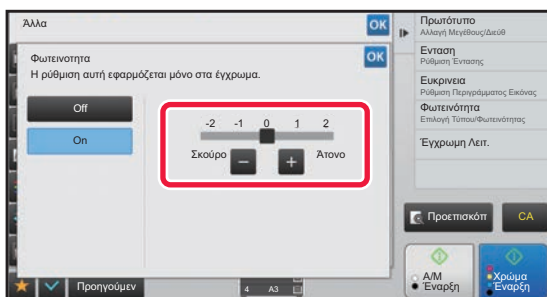 Άλλα
OK
Φωτεινοτητα
OK
Η ρύθμιση αυτή εφαρμόζεται μόνο στα έγχρωμα.
Off
On
-2 -1 0 1 2
Σκούρο − + Άτονο
Προηγούμεν
4 A3
Πρωτότυπο
Αλλαγή Μεγέθους/Διεύθ
Ενταση
Ρύθμιση Έντασης
Ευκρινεια
Ρύθμιση Περιγράμματος Εικόνας
Φωτεινότητα
Επιλογή Τύπου/Φωτεινότητας
Έγχρωμη Λειτ.
Προεπισκόπ
CA
Α/Μ
Έναρξη
Χρώμα
Έναρξη